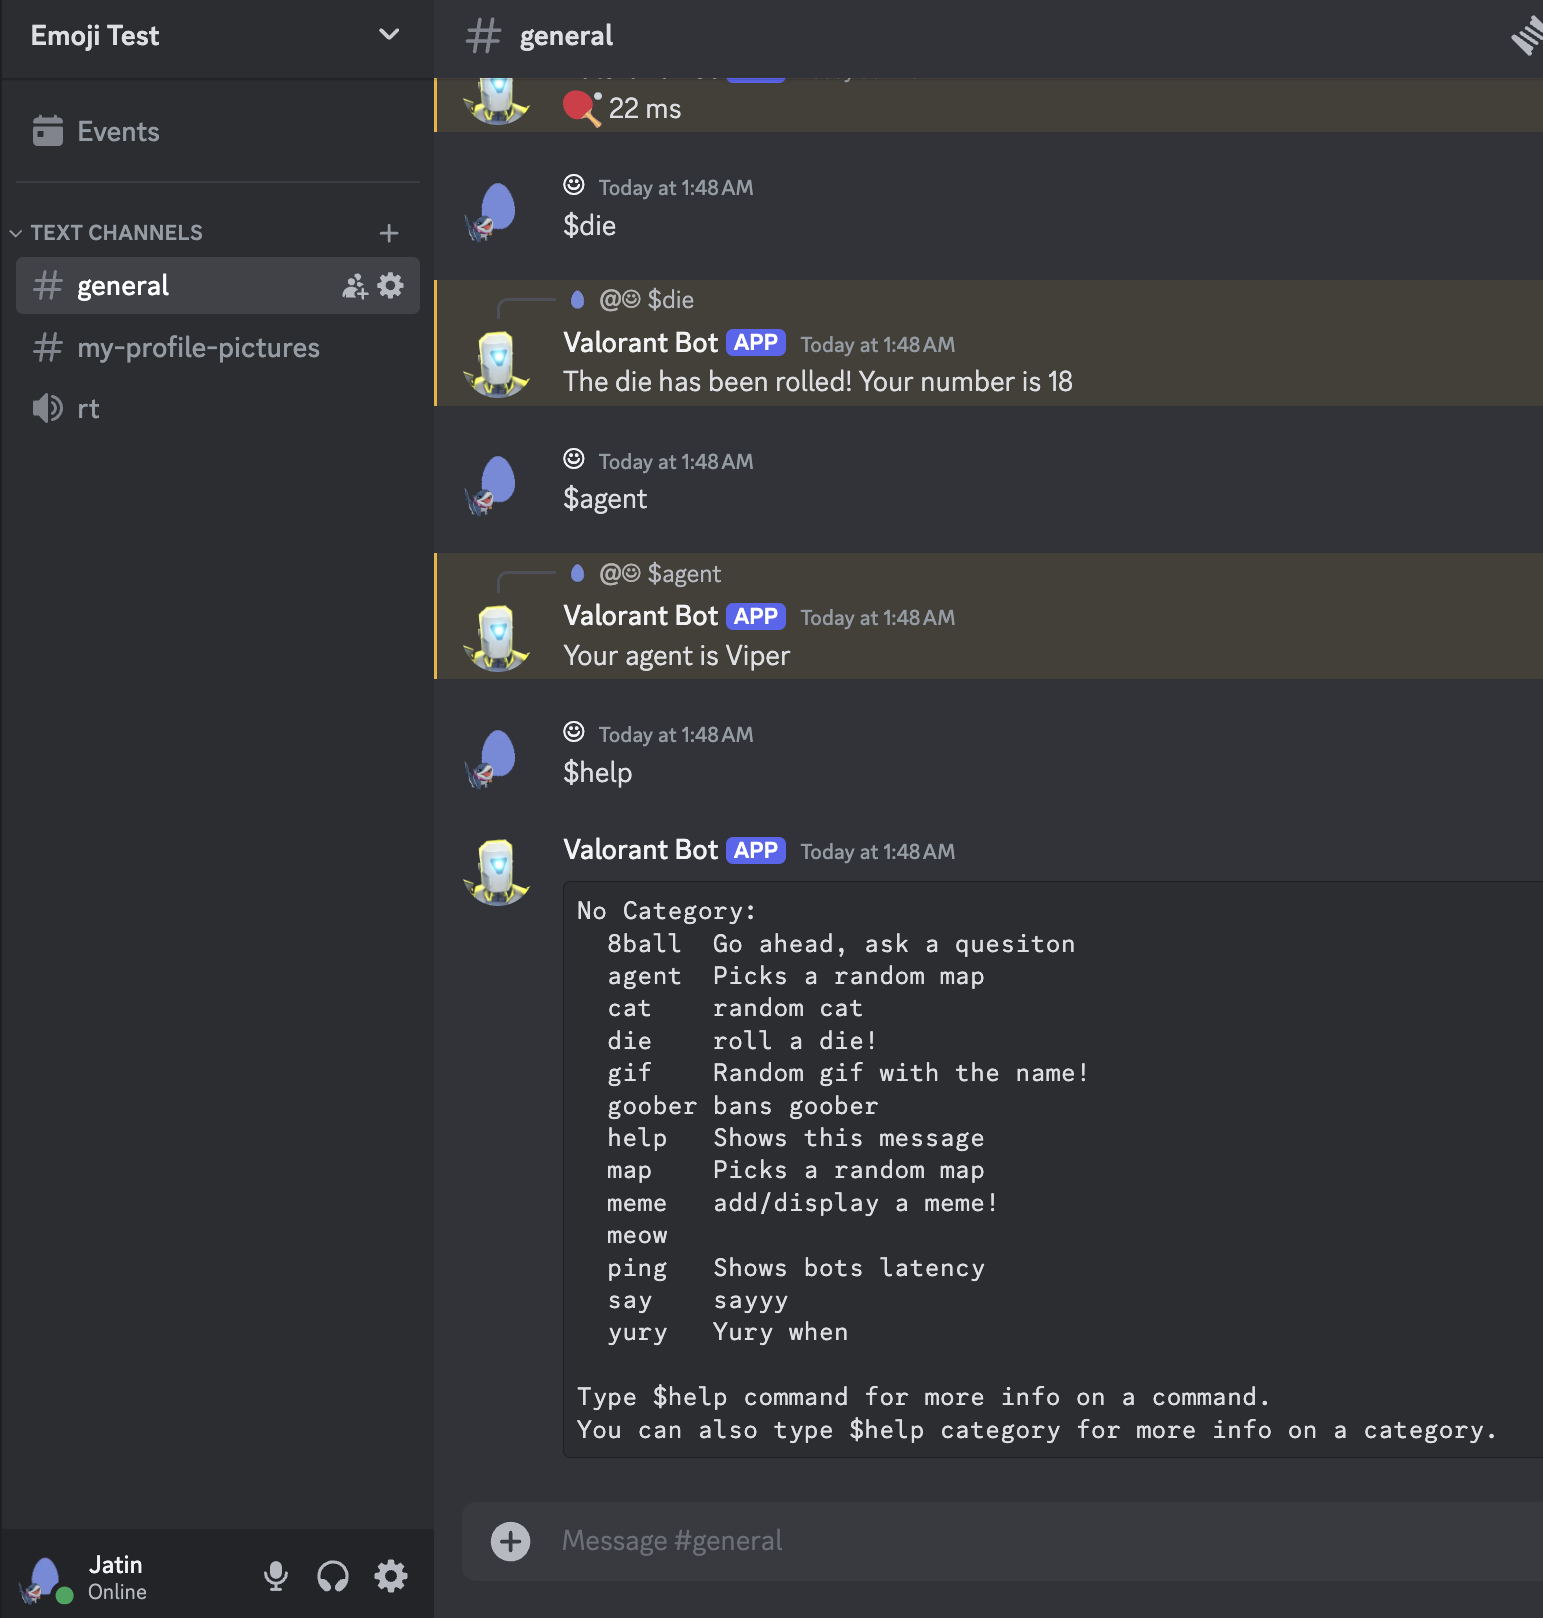 Emoji Test
Events
TEXT CHANNELS
general
my-profile-pictures
rt
Jatin
Online
general
22 ms
Today at 1:48 AM
$die
@☺ $die
Valorant Bot APP Today at 1:48 AM
The die has been rolled! Your number is 18
Today at 1:48 AM
$agent
@☺ $agent
Valorant Bot APP Today at 1:48 AM
Your agent is Viper
Today at 1:48 AM
$help
Valorant Bot APP Today at 1:48 AM
No Category:
8ball Go ahead, ask a quesiton
agent Picks a random map
cat random cat
die roll a die!
gif Random gif with the name!
goober bans goober
help Shows this message
map Picks a random map
meme add/display a meme!
meow
ping Shows bots latency
say sayyy
yury Yury when
Type $help command for more info on a command.
You can also type $help category for more info on a category.
Message #general